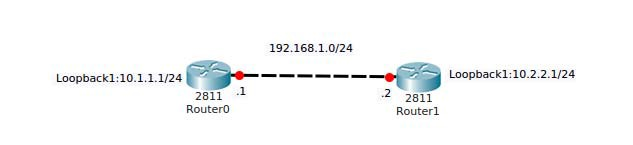 192.168.1.0/24
Loopback1:10.1.1.1/24
Loopback1:10.2.2.1/24
.1
.2
2811
Router0
2811
Router1